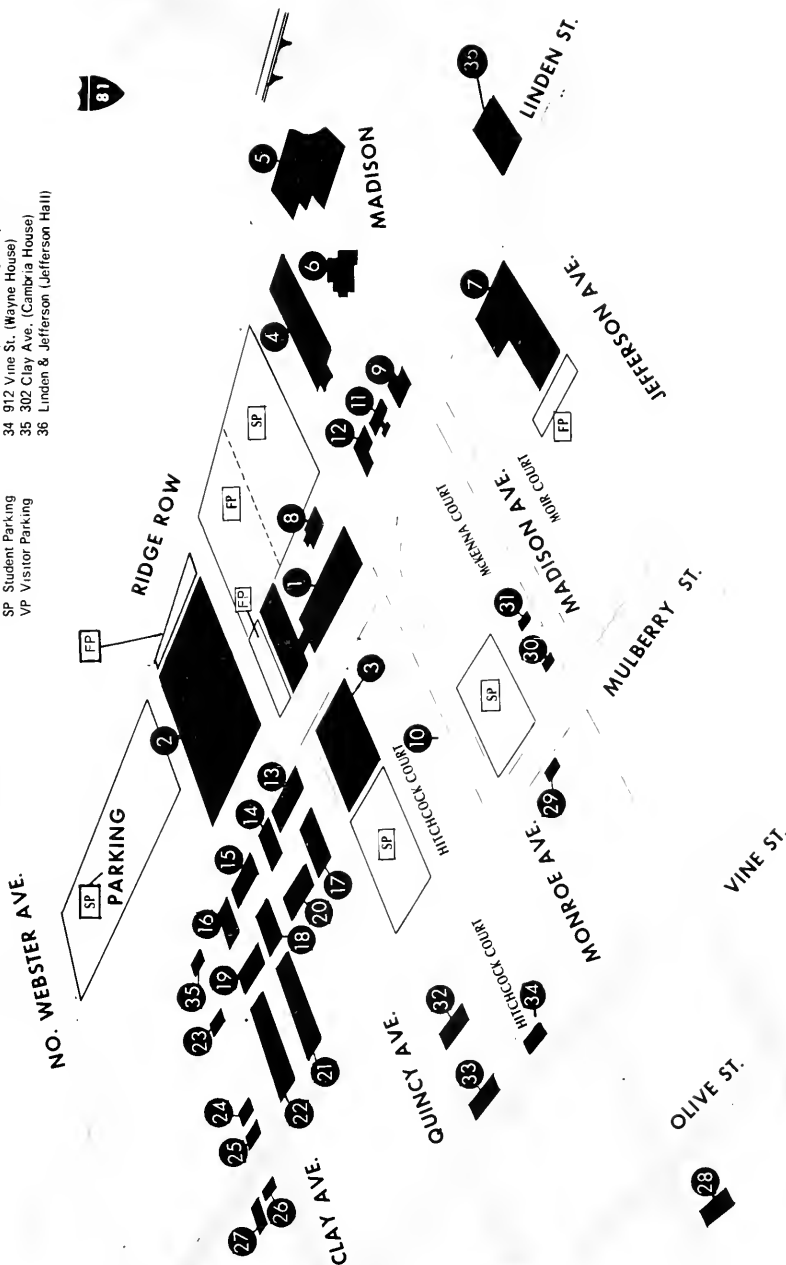 SP Student Parking
VP Visitor Parking
34 912 Vine St. (Wayne House)
35 302 Clay Ave. (Cambria House)
36 Linden & Jefferson (Jefferson Hall)
81
NO. WEBSTER AVE.
SP
PARKING
RIDGE ROW
FP
FP
FP
SP
MADISON
LINDEN ST.
JEFFERSON AVE.
FP
MOIR COURT
MADISON AVE.
MCKENNA COURT
MULBERRY ST.
SP
HITCHCOCK COURT
SP
MONROE AVE.
VINE ST.
HITCHCOCK COURT
QUINCY AVE.
OLIVE ST.
CLAY AVE.
1
2
3
4
5
6
7
8
9
10
11
12
13
14
15
16
17
18
19
20
21
22
23
24
25
26
27
28
29
30
31
32
33
34
35